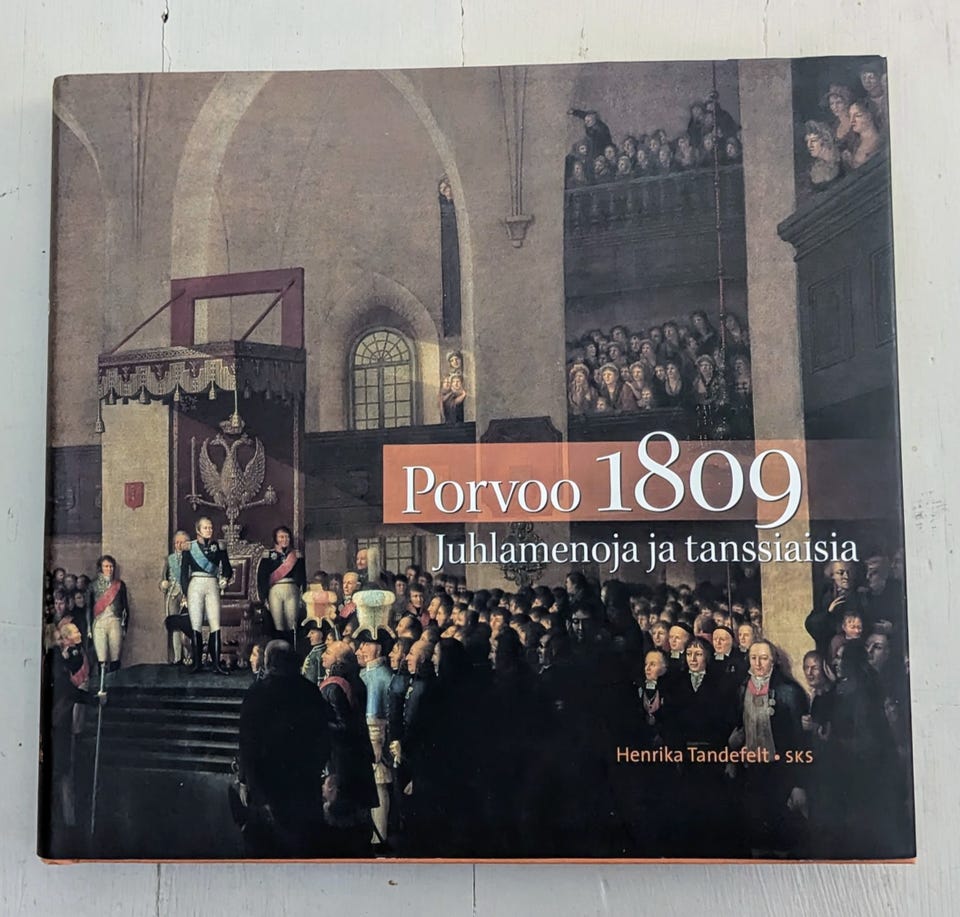 Porvoo 1809
Juhlamenoja ja tanssiaisia
Henrika Tandefelt • SKS